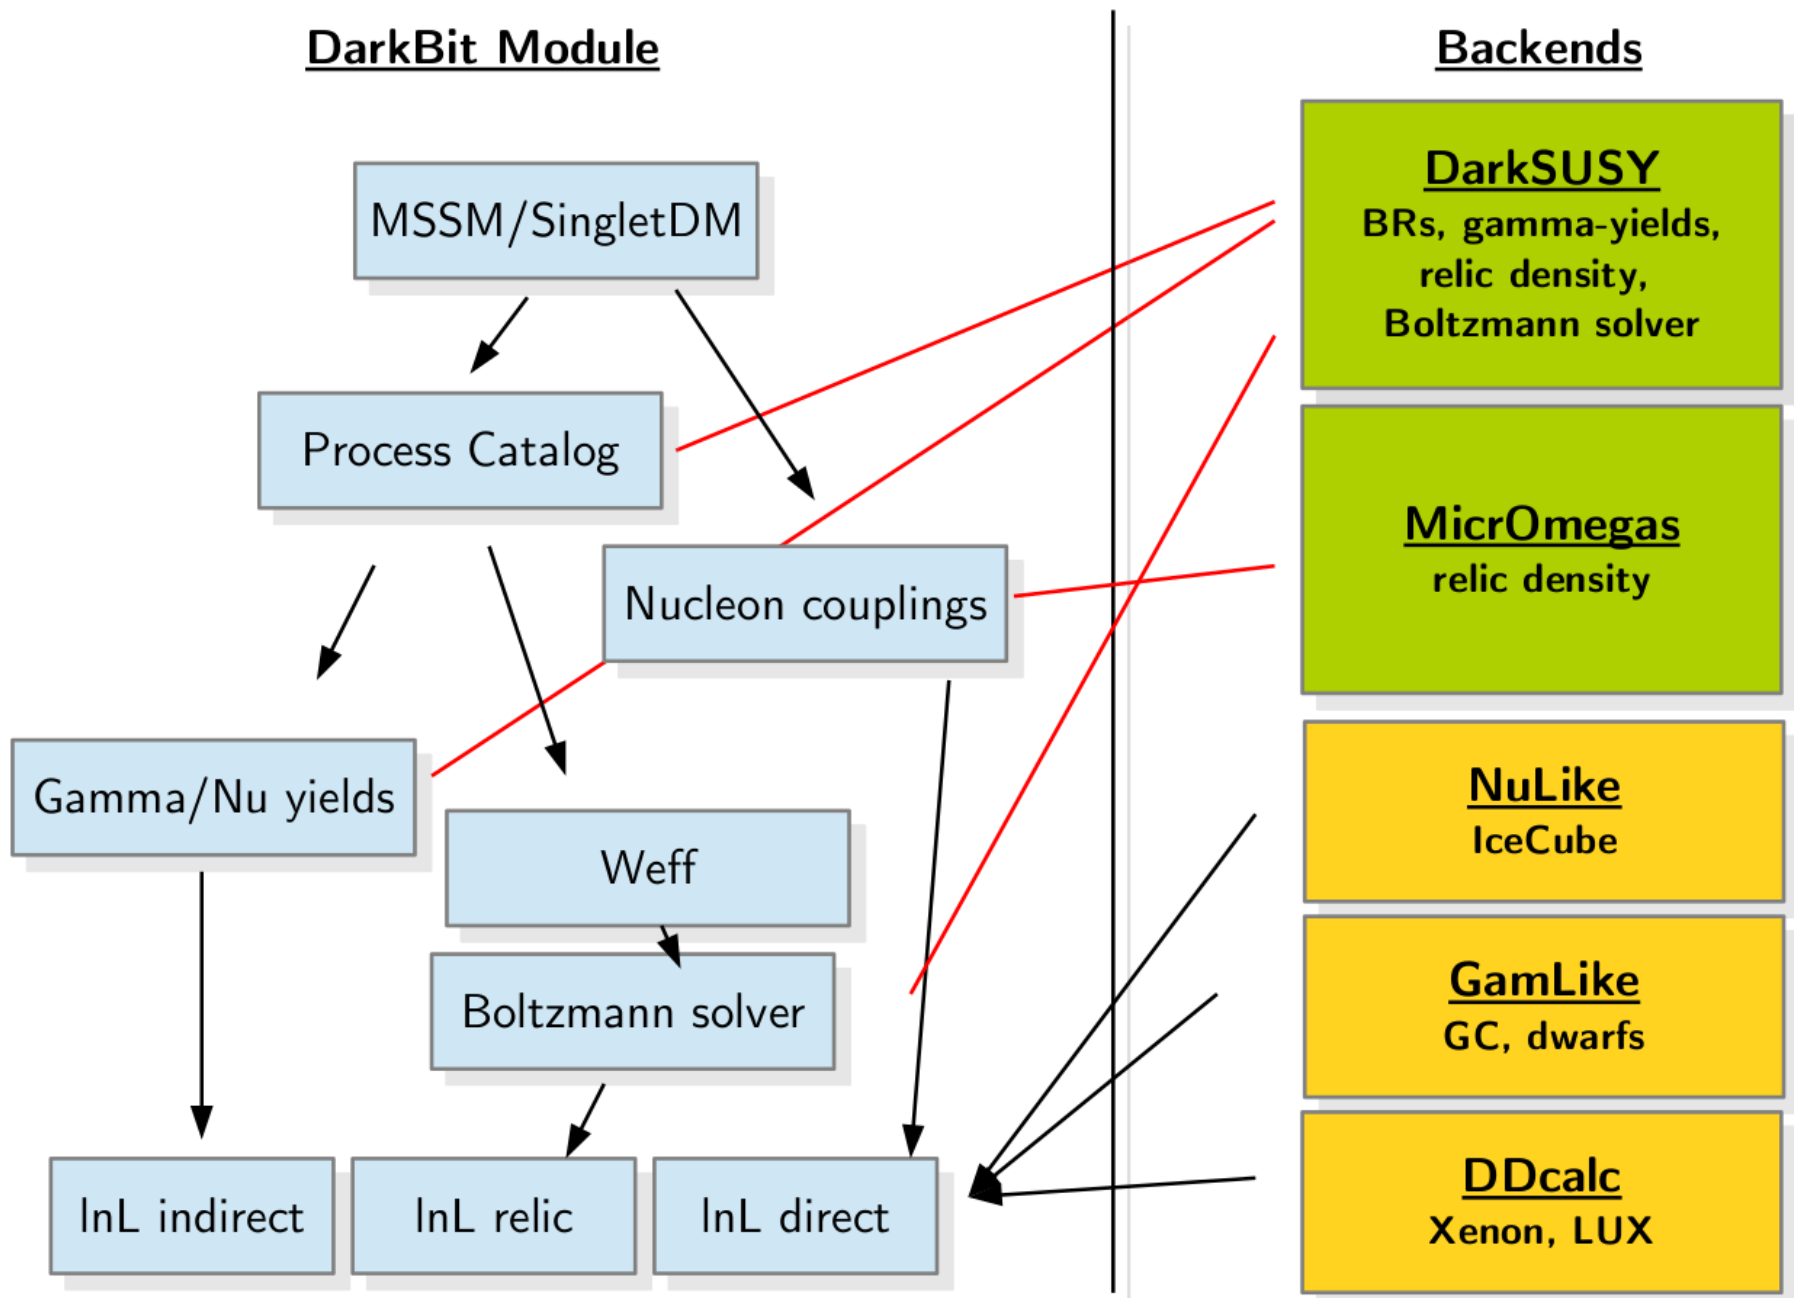 DarkBit Module
MSSM/SingletDM
Process Catalog
Nucleon couplings
Gamma/Nu yields
Weff
Boltzmann solver
lnL indirect
lnL relic
lnL direct
Backends
DarkSUSY
BRs, gamma-yields,
relic density,
Boltzmann solver
MicrOmegas
relic density
NuLike
IceCube
GamLike
GC, dwarfs
DDcalc
Xenon, LUX